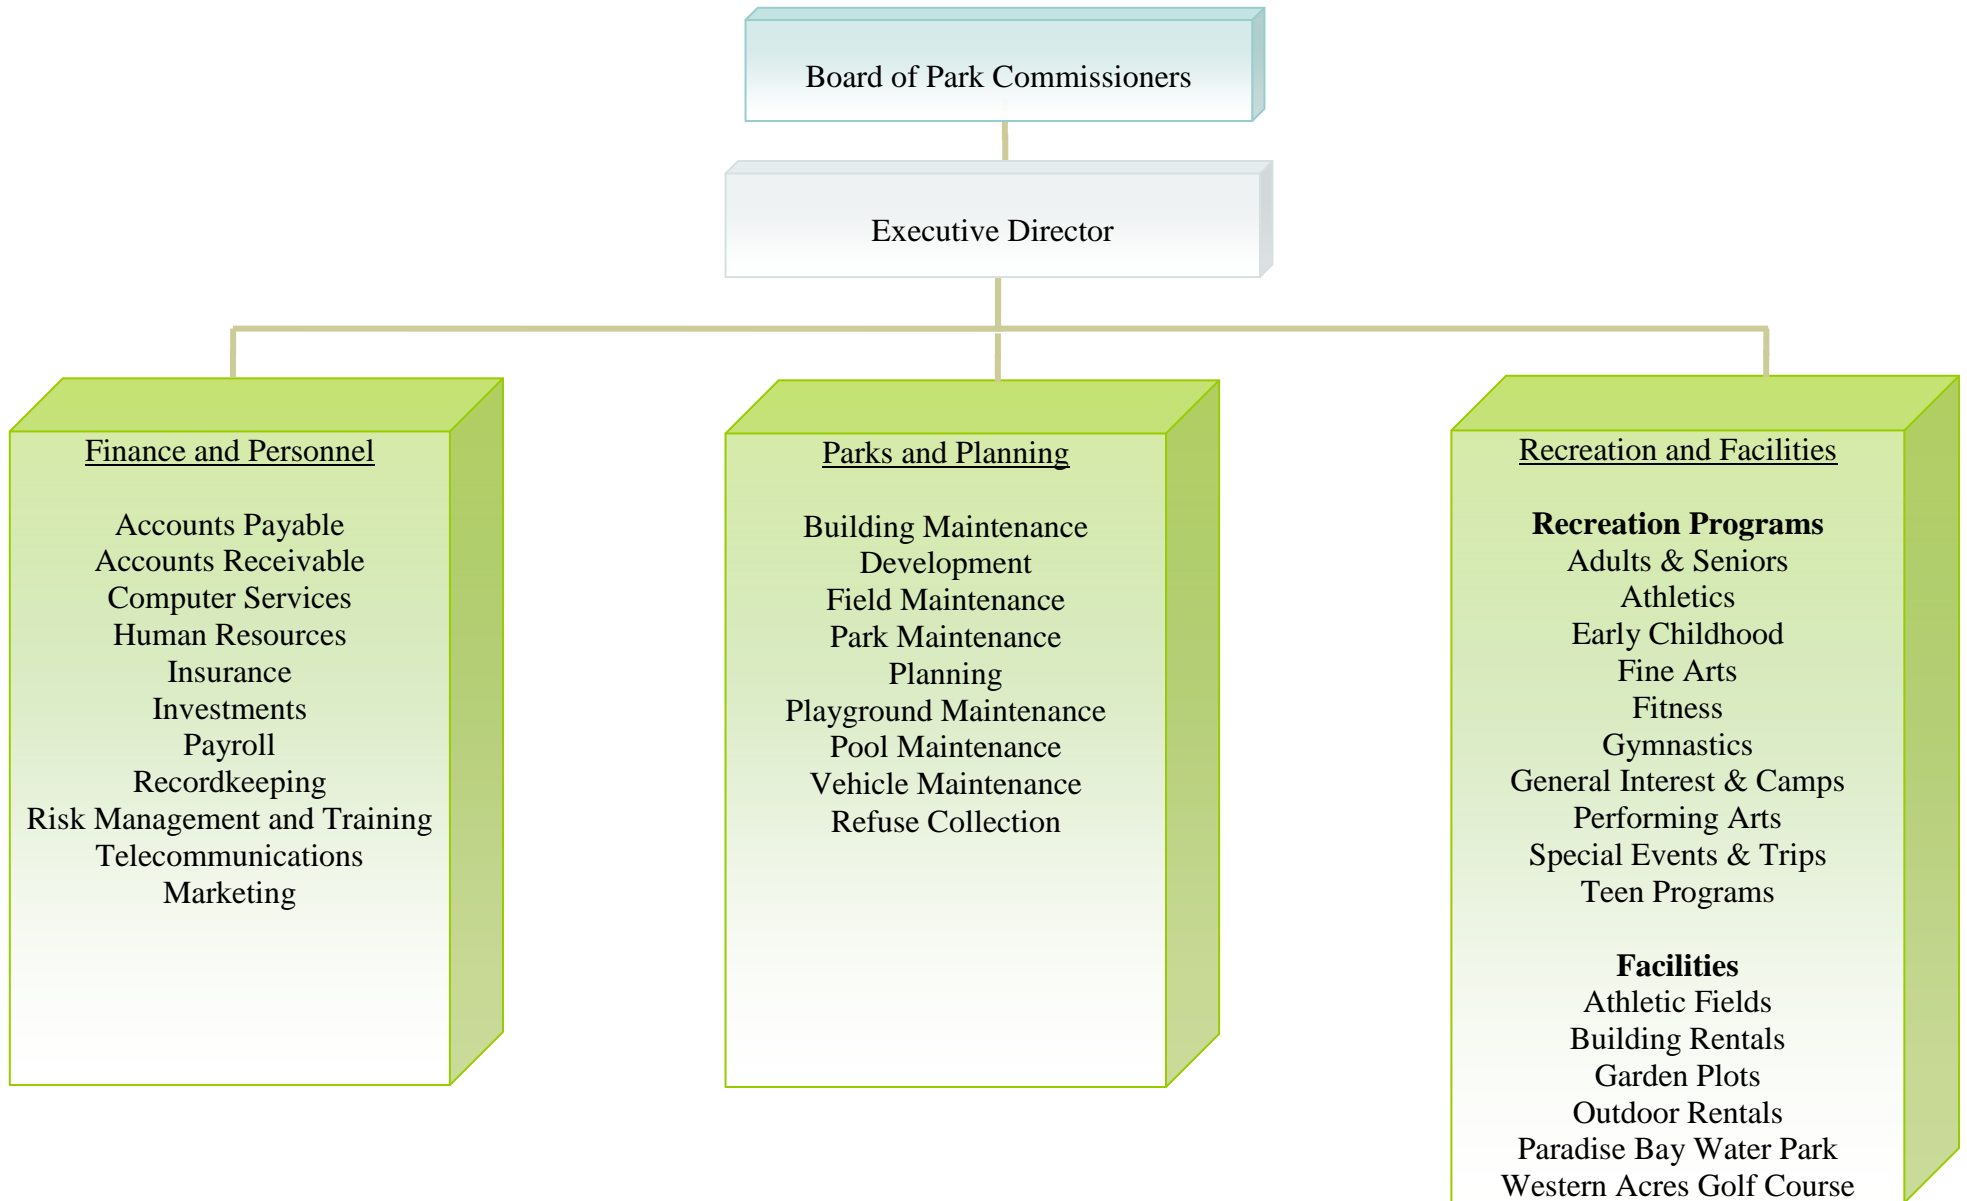 Board of Park Commissioners
Executive Director
Finance and Personnel
Accounts Payable
Accounts Receivable
Computer Services
Human Resources
Insurance
Investments
Payroll
Recordkeeping
Risk Management and Training
Telecommunications
Marketing
Parks and Planning
Building Maintenance
Development
Field Maintenance
Park Maintenance
Planning
Playground Maintenance
Pool Maintenance
Vehicle Maintenance
Refuse Collection
Recreation and Facilities
Recreation Programs
Adults & Seniors
Athletics
Early Childhood
Fine Arts
Fitness
Gymnastics
General Interest & Camps
Performing Arts
Special Events & Trips
Teen Programs
Facilities
Athletic Fields
Building Rentals
Garden Plots
Outdoor Rentals
Paradise Bay Water Park
Western Acres Golf Course